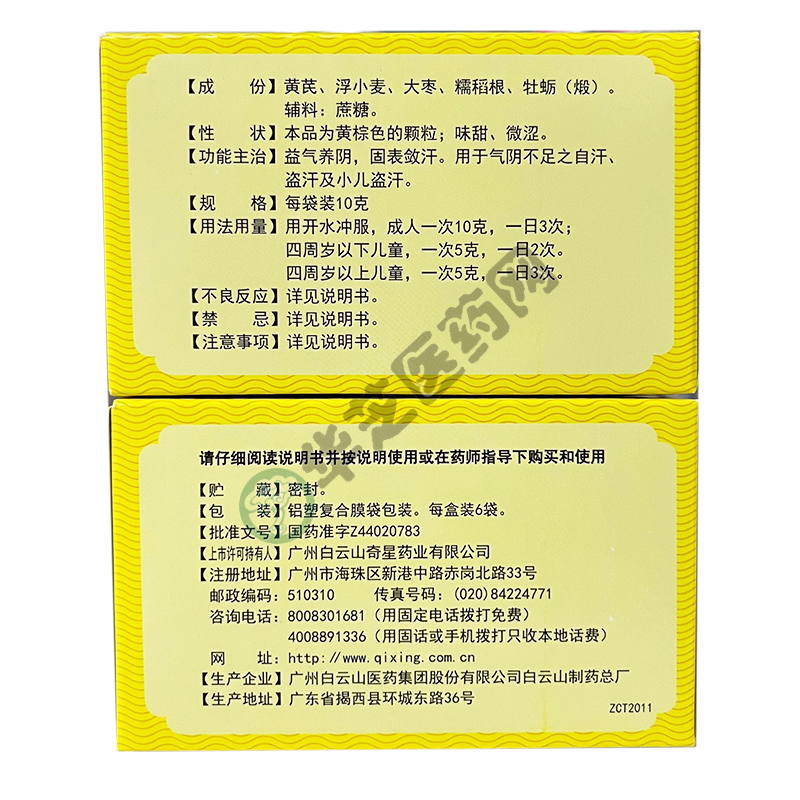 【成　份】黄芪、浮小麦、大枣、糯稻根、牡蛎（煅）。
辅料：蔗糖。
【性　状】本品为黄棕色的颗粒；味甜、微涩。
【功能主治】益气养阴，固表敛汗。用于气阴不足之自汗、
盗汗及小儿盗汗。
【规　格】每袋装10克
【用法用量】用开水冲服，成人一次10克，一日3次；
四周岁以下儿童，一次5克，一日2次。
四周岁以上儿童，一次5克，一日3次。
【不良反应】详见说明书。
【禁　忌】详见说明书。
【注意事项】详见说明书。
华芝医药网
请仔细阅读说明书并按说明使用或在药师指导下购买和使用
【贮　藏】密封。
【包　装】铝塑复合膜袋包装。每盒装6袋。
【批准文号】国药准字Z44020783
【上市许可持有人】广州白云山奇星药业有限公司
【注册地址】广州市海珠区新港中路赤岗北路33号
邮政编码：510310　传真号码：(020)84224771
咨询电话：8008301681（用固定电话拨打免费）
4008891336（用固话或手机拨打只收本地话费）
网　址：http://www.qixing.com.cn
【生产企业】广州白云山医药集团股份有限公司白云山制药总厂
【生产地址】广东省揭西县环城东路36号
ZCT2011